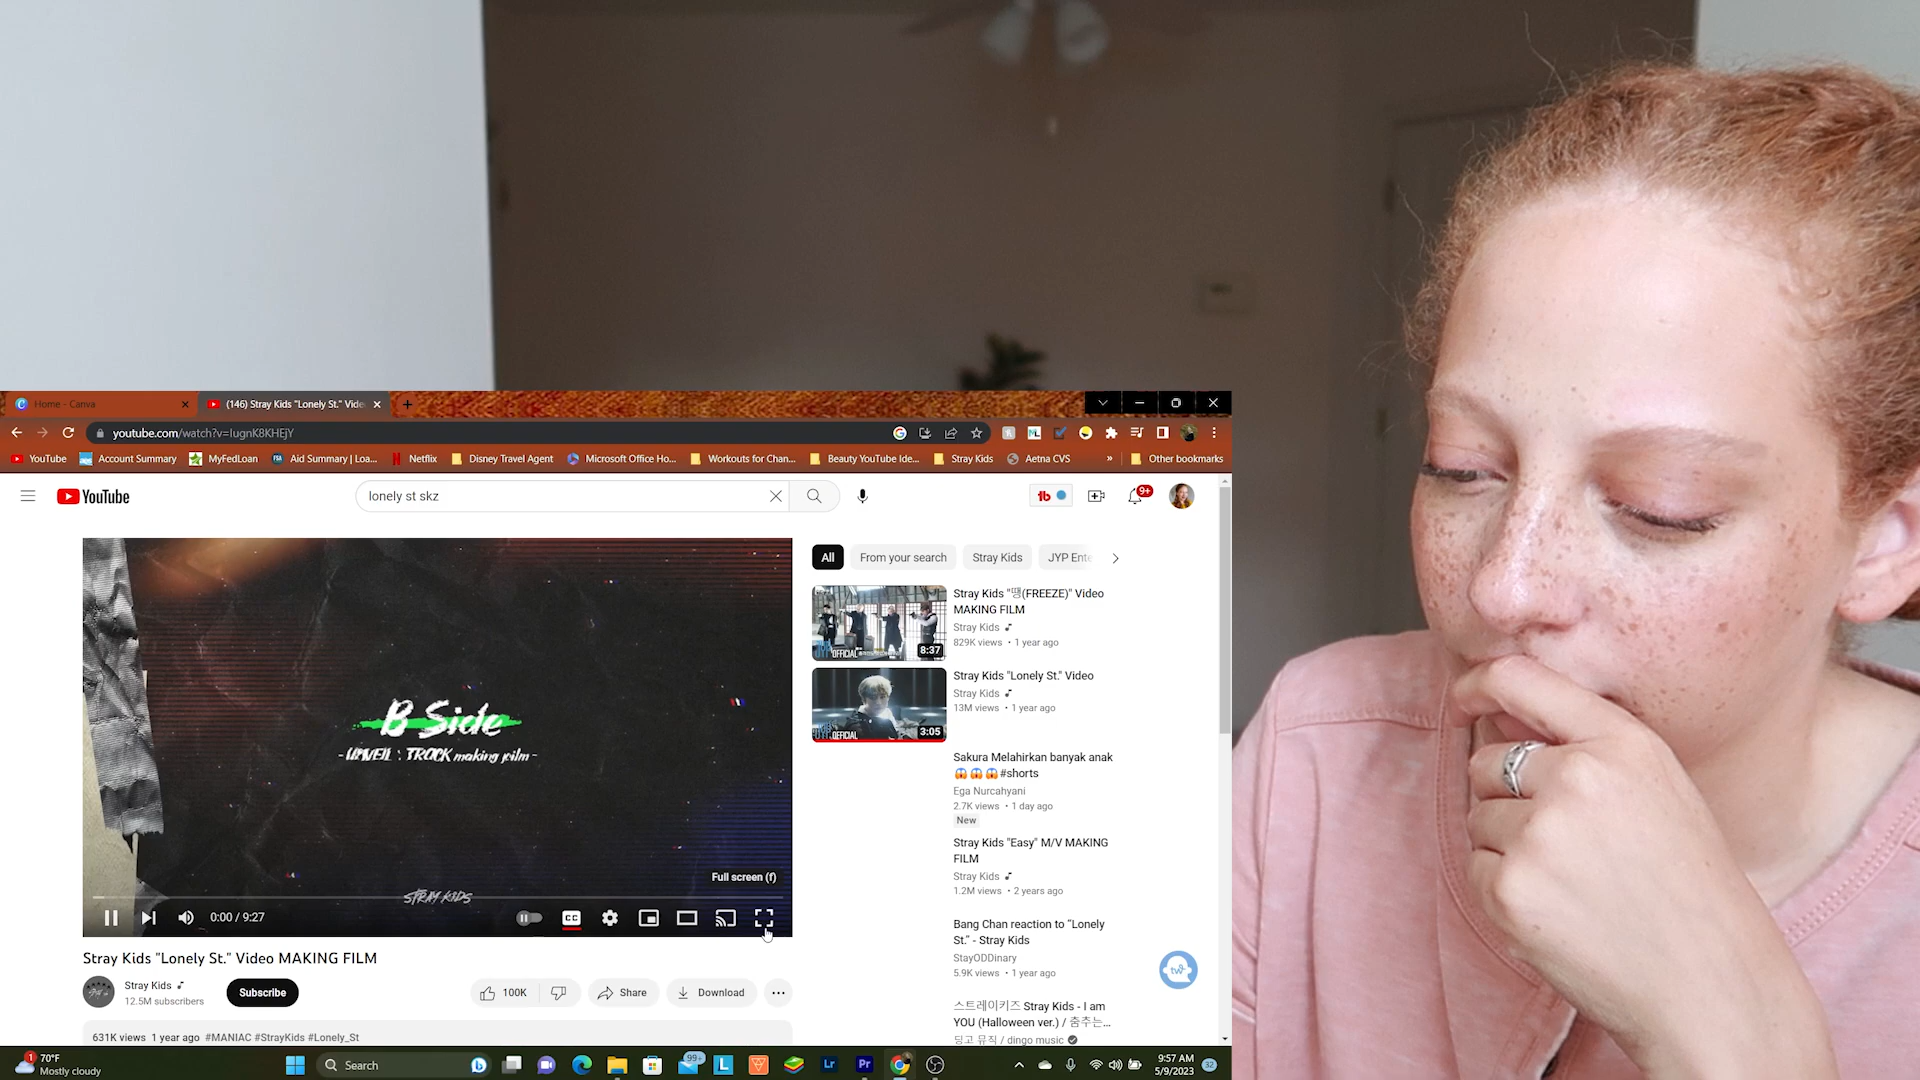 Home - Canva
(146) Stray Kids "Lonely St." Vide
youtube.com/watch?v=IugnK8KHEjY
YouTube
Account Summary
MyFedLoan
Aid Summary | Loa...
Netflix
Disney Travel Agent
Microsoft Office Ho...
Workouts for Chan...
Beauty YouTube Ide...
Stray Kids
Aetna CVS
»
Other bookmarks
YouTube
lonely st skz
tb
9+
B Side
- UNVEIL : TRACK making film -
STRAY KIDS
Full screen (f)
0:00 / 9:27
CC
Stray Kids "Lonely St." Video MAKING FILM
Stray Kids
12.5M subscribers
Subscribe
100K
Share
Download
631K views 1 year ago #MANIAC #StrayKids #Lonely_St
All
From your search
Stray Kids
JYP Ente
Stray Kids "땡(FREEZE)" Video
MAKING FILM
Stray Kids
829K views • 1 year ago
8:37
Stray Kids "Lonely St." Video
Stray Kids
13M views • 1 year ago
3:05
Sakura Melahirkan banyak anak
😱😱😱#shorts
Ega Nurcahyani
2.7K views • 1 day ago
New
Stray Kids "Easy" M/V MAKING
FILM
Stray Kids
1.2M views • 2 years ago
Bang Chan reaction to "Lonely
St." - Stray Kids
StayODDinary
5.9K views • 1 year ago
스트레이키즈 Stray Kids - I am
YOU (Halloween ver.) / 춤추는...
딩고 뮤직 / dingo music
1
70°F
Mostly cloudy
Search
99+
L
Lr
Pr
9:57 AM
5/9/2023
32